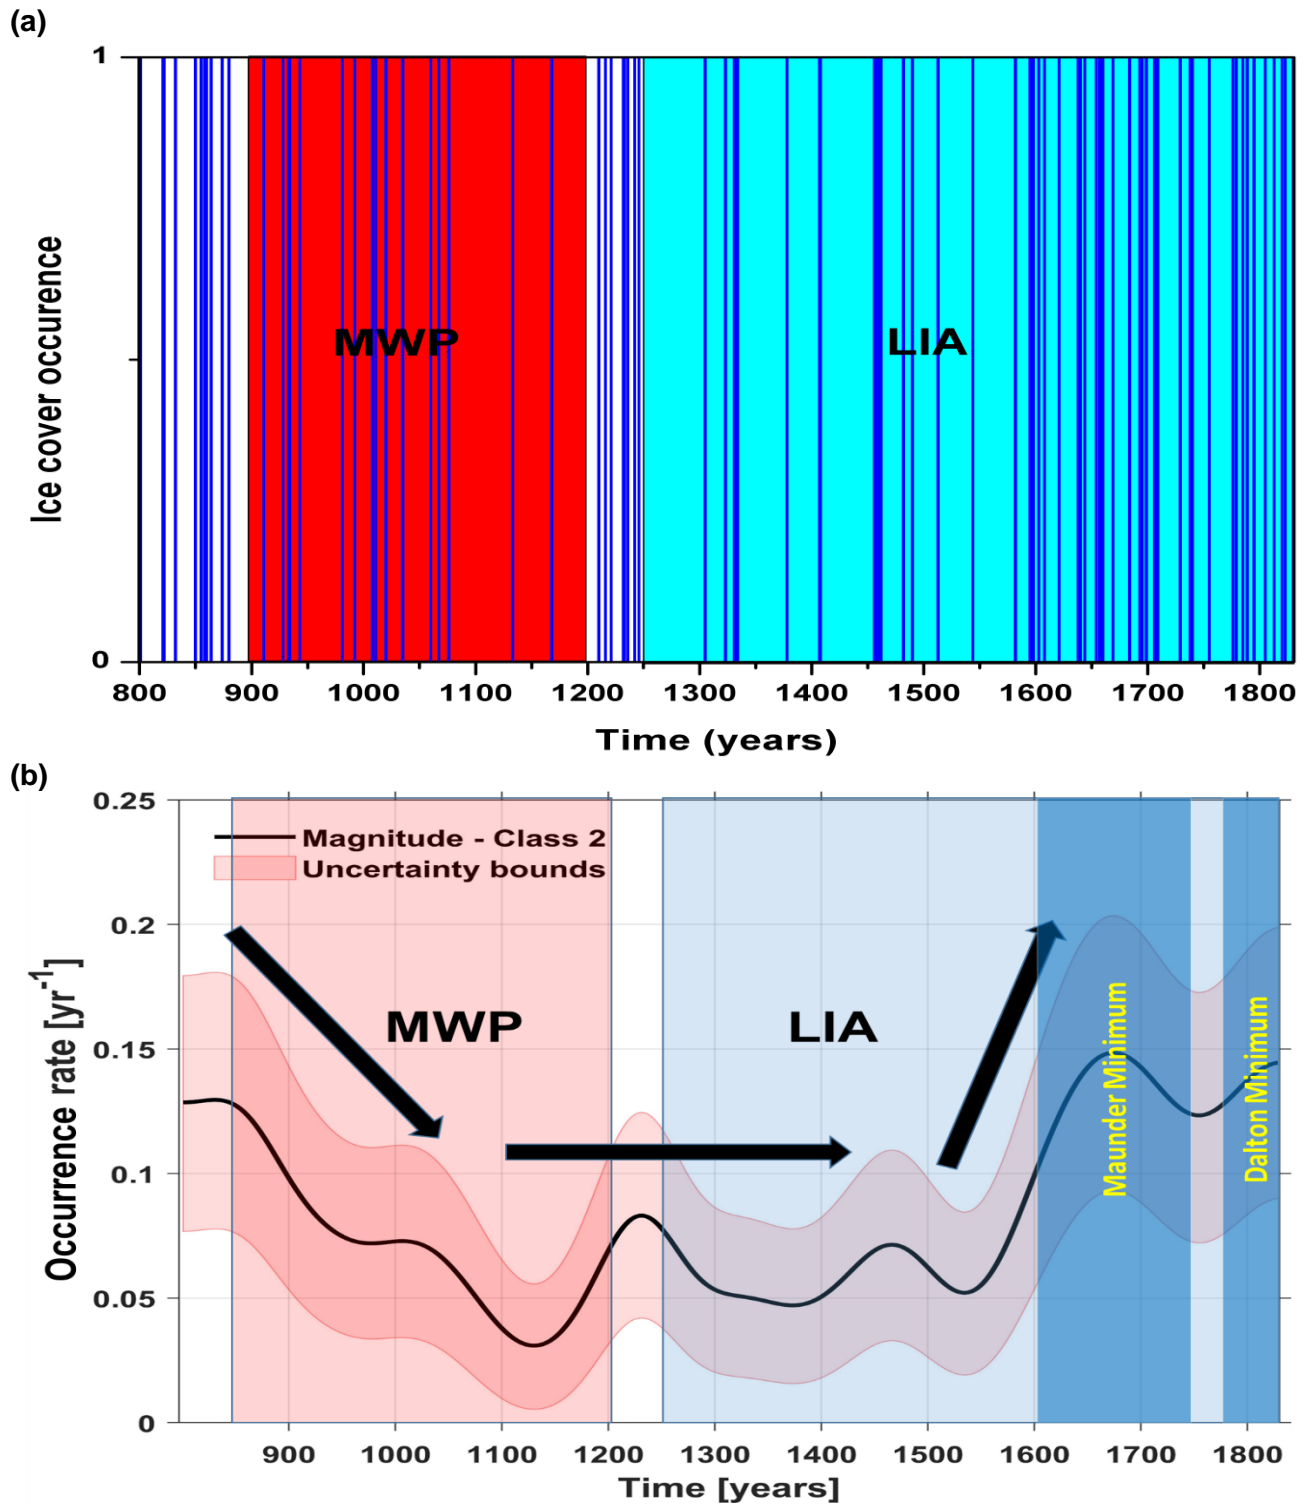 (a)
1
Ice cover occurence
MWP
LIA
0
800 900 1000 1100 1200 1300 1400 1500 1600 1700 1800
Time (years)
(b)
0.25
Magnitude - Class 2
Uncertainty bounds
0.2
MWP
LIA
Maunder Minimum
Dalton Minimum
0.15
Occurrence rate [yr-1]
0.1
0.05
0
900 1000 1100 1200 1300 1400 1500 1600 1700 1800
Time [years]